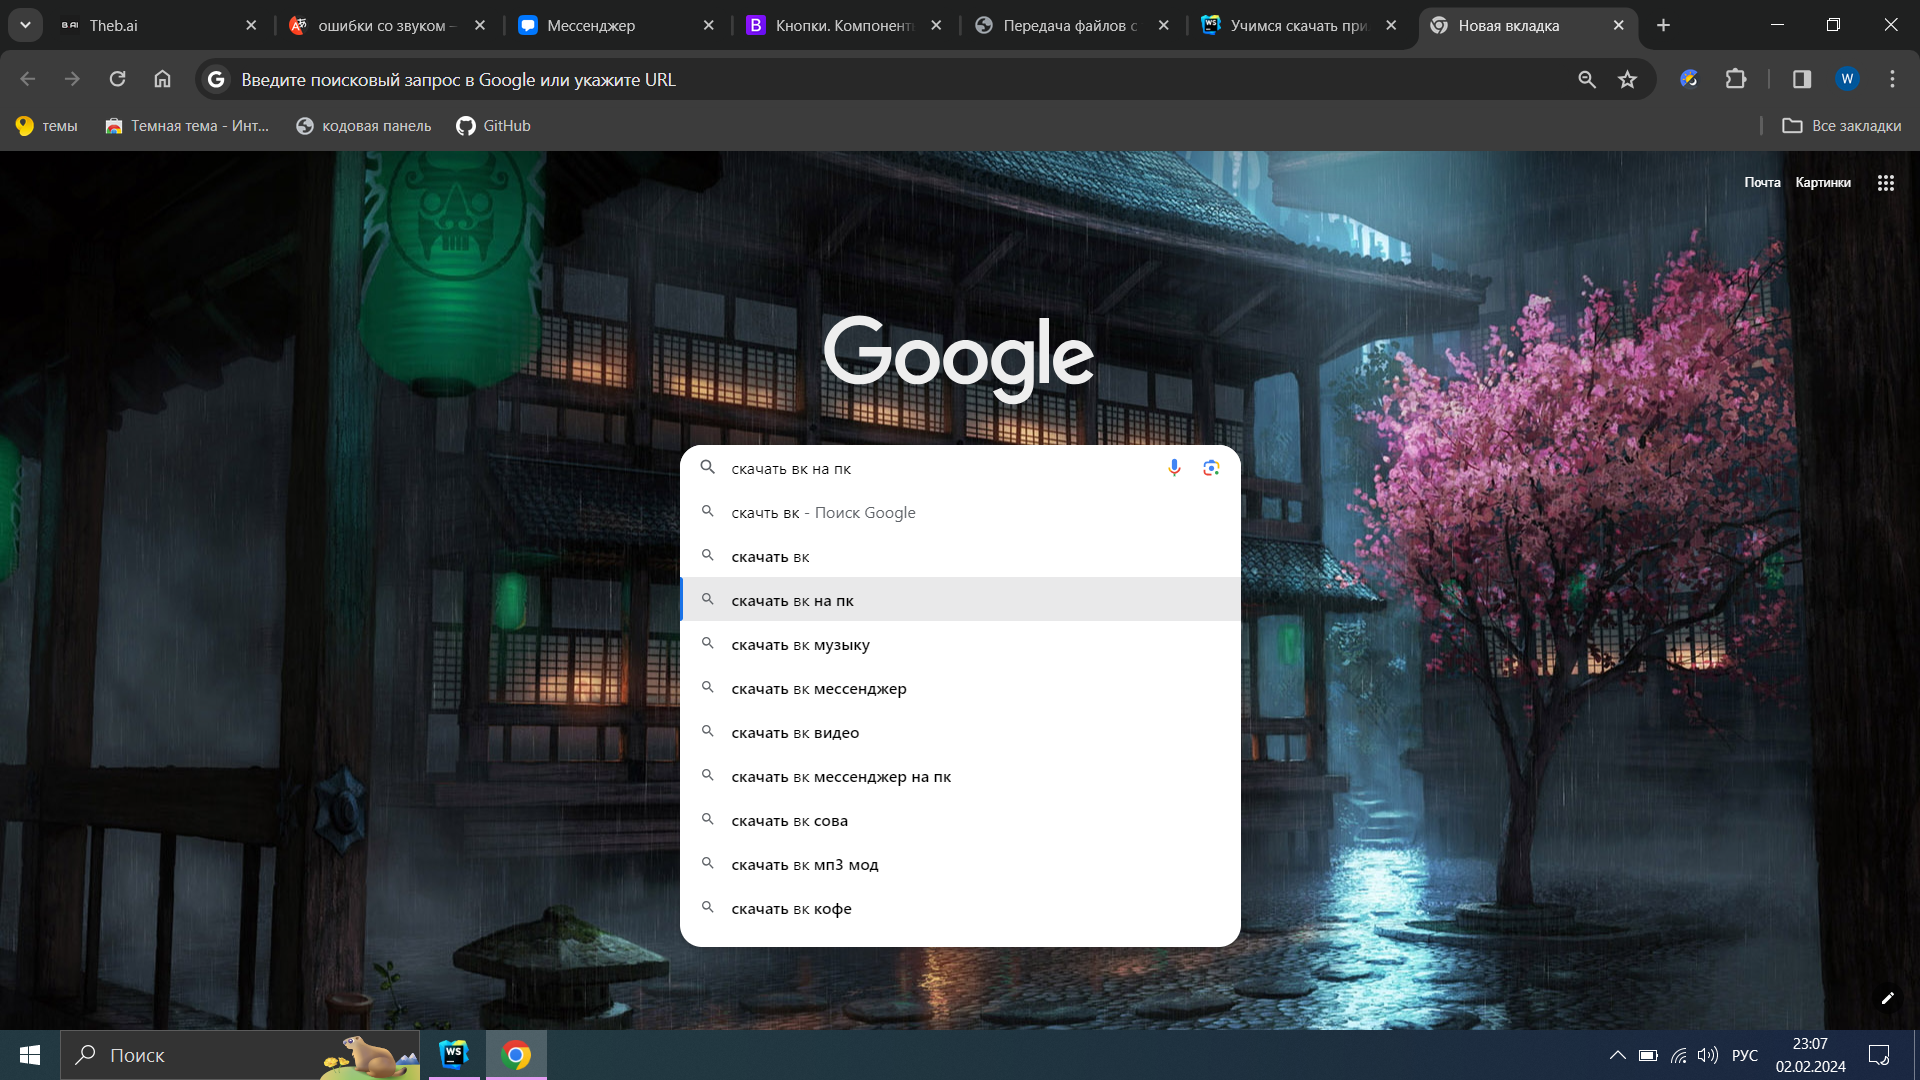 Theb.ai
ошибки со звуком –
Мессенджер
Кнопки. Компонент
Передача файлов с
Учимся скачать при
Новая вкладка
Введите поисковый запрос в Google или укажите URL
W
темы
Темная тема - Инт...
кодовая панель
GitHub
Все закладки
Почта
Картинки
Google
скачать вк на пк
скачть вк - Поиск Google
скачать вк
скачать вк на пк
скачать вк музыку
скачать вк мессенджер
скачать вк видео
скачать вк мессенджер на пк
скачать вк сова
скачать вк мп3 мод
скачать вк кофе
Поиск
WS
РУС
23:07
02.02.2024